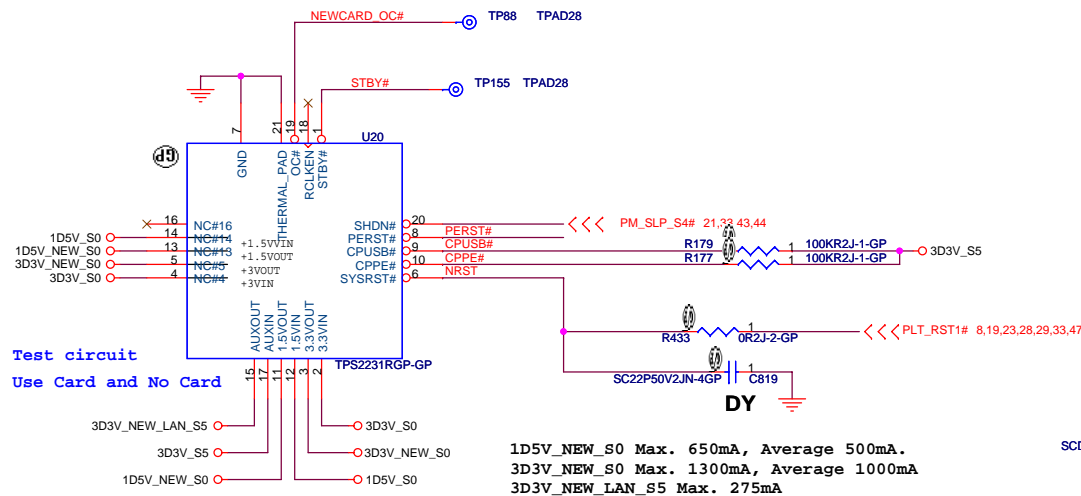 NEWCARD_OC#
TP88 TPAD28
STBY#
TP155 TPAD28
7
21
19
18
1
U20
GP
GND
THERMAL_PAD
OC#
RCLKEN
STBY#
16 NC#16
1D5V_S0 14 NC#14 +1.5VVIN
1D5V_NEW_S0 13 NC#13 +1.5VOUT
3D3V_NEW_S0 5 NC#5 +3VOUT
3D3V_S0 4 NC#4 +3VIN
SHDN# 20 PM_SLP_S4# 21,33,43,44
PERST# 8 PERST#
CPUSB# 9 CPUSB# R179 1 100KR2J-1-GP 3D3V_S5
CPPE# 10 CPPE# R177 1 100KR2J-1-GP
SYSRST# 6 NRST
AUXOUT
AUXIN
1.5VOUT
1.5VIN
3.3VOUT
3.3VIN
15
17
11
12
3
2
TPS2231RGP-GP
R433 1 0R2J-2-GP PLT_RST1# 8,19,23,28,29,33,47
SC22P50V2JN-4GP 1 C819
DY
Test circuit
Use Card and No Card
3D3V_NEW_LAN_S5 3D3V_S0
3D3V_S5 3D3V_NEW_S0
1D5V_NEW_S0 1D5V_S0
1D5V_NEW_S0 Max. 650mA, Average 500mA.
3D3V_NEW_S0 Max. 1300mA, Average 1000mA
3D3V_NEW_LAN_S5 Max. 275mA